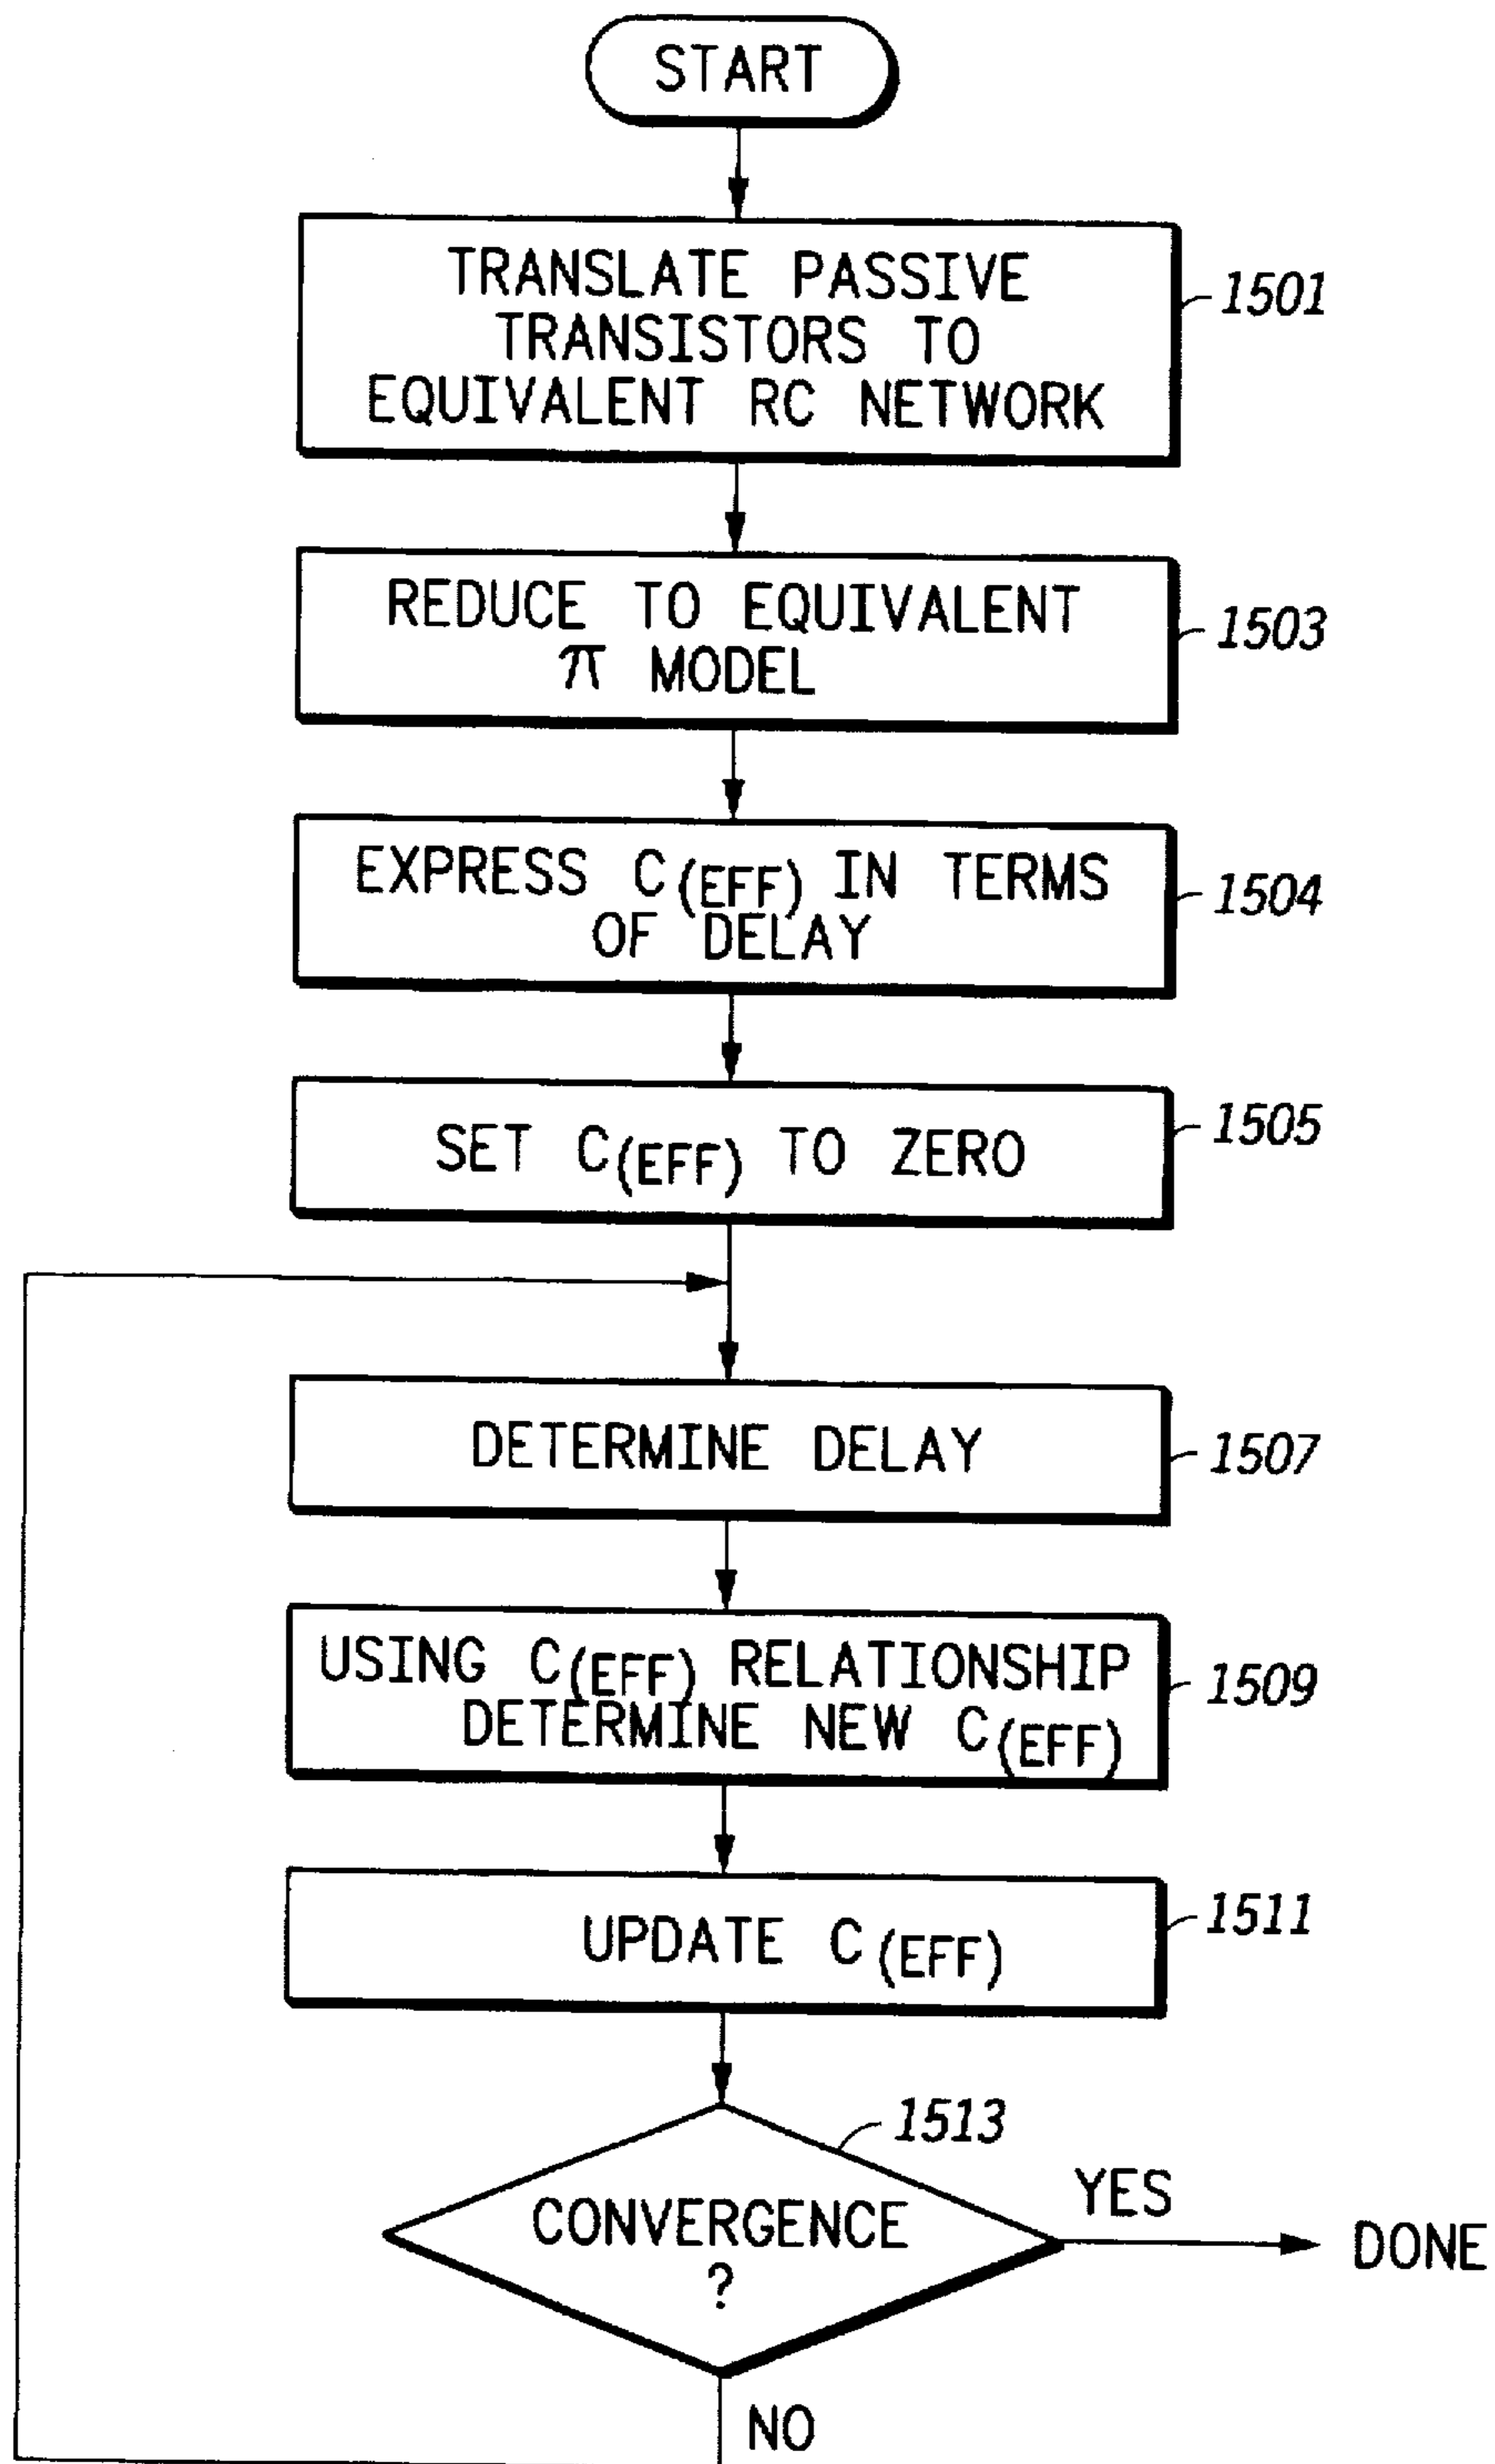 START
TRANSLATE PASSIVE
TRANSISTORS TO
EQUIVALENT RC NETWORK
1501
REDUCE TO EQUIVALENT
π MODEL
1503
EXPRESS C(EFF) IN TERMS
OF DELAY
1504
SET C(EFF) TO ZERO
1505
DETERMINE DELAY
1507
USING C(EFF) RELATIONSHIP
DETERMINE NEW C(EFF)
1509
UPDATE C(EFF)
1511
1513
CONVERGENCE
?
YES
DONE
NO